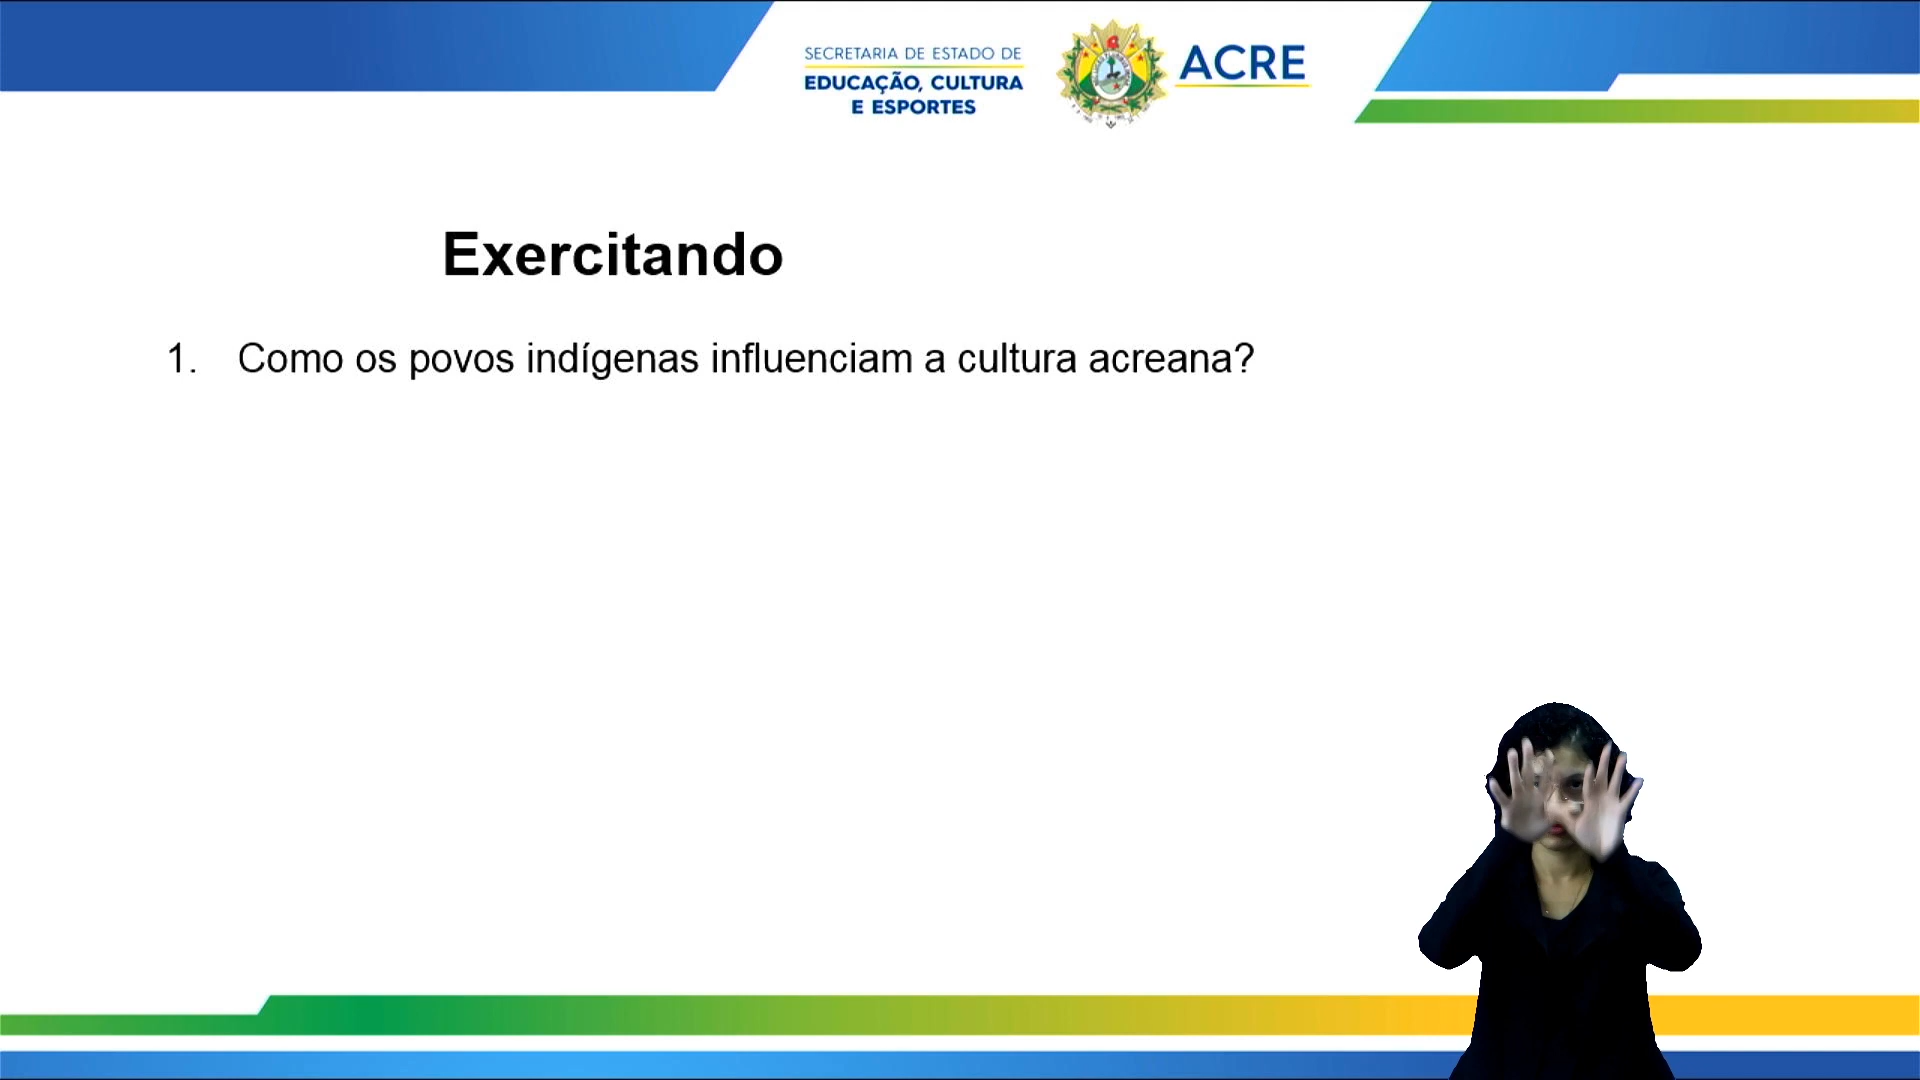 SECRETARIA DE ESTADO DE
EDUCAÇÃO, CULTURA
E ESPORTES
ACRE
Exercitando
1. Como os povos indígenas influenciam a cultura acreana?